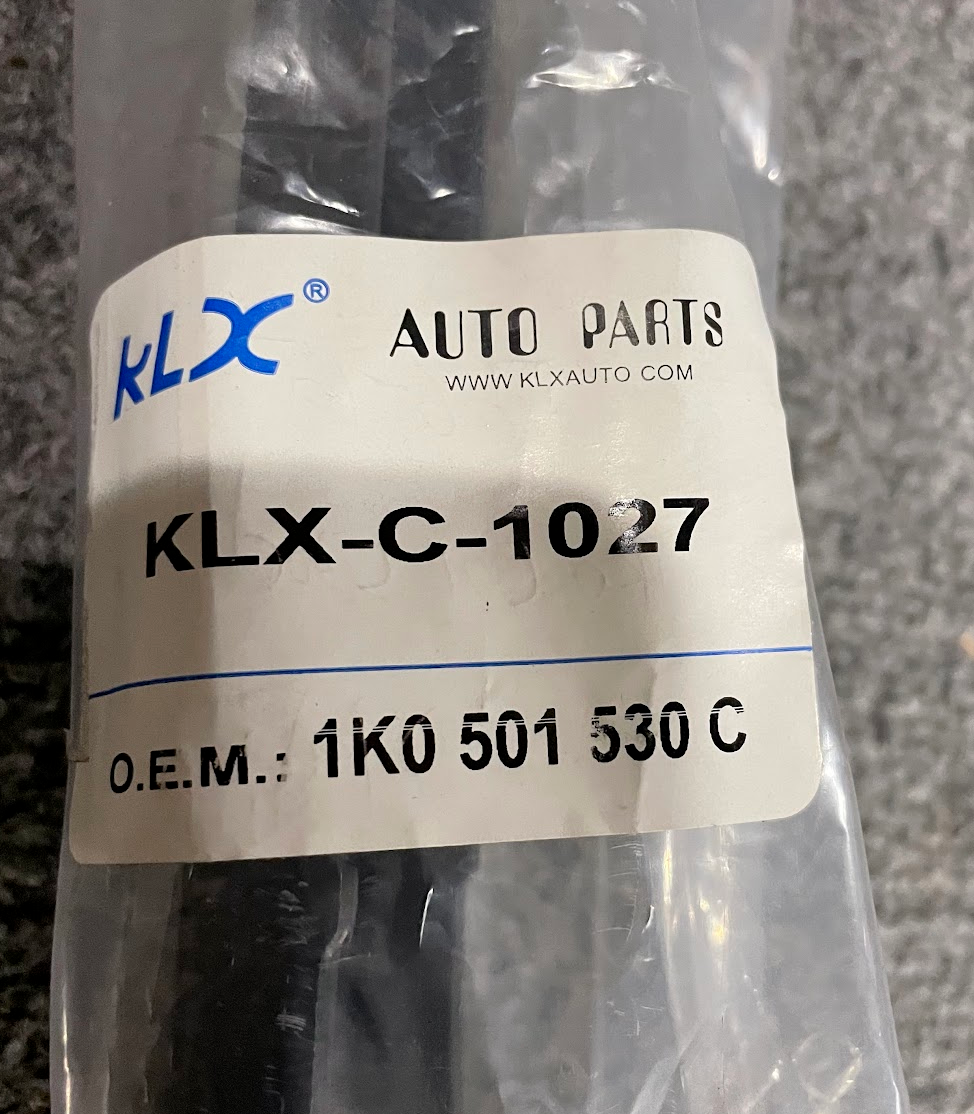 KLX®
AUTO PARTS
WWW KLXAUTO COM
KLX-C-1027
O.E.M.: 1K0 501 530 C